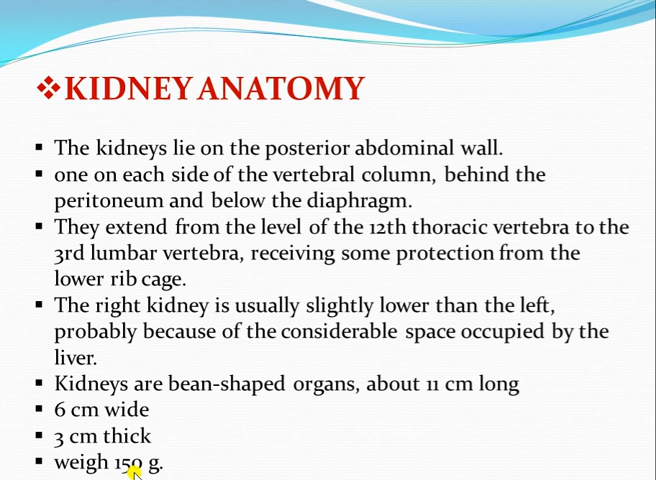 ❖KIDNEY ANATOMY
▪ The kidneys lie on the posterior abdominal wall.
▪ one on each side of the vertebral column, behind the
peritoneum and below the diaphragm.
▪ They extend from the level of the 12th thoracic vertebra to the
3rd lumbar vertebra, receiving some protection from the
lower rib cage.
▪ The right kidney is usually slightly lower than the left,
probably because of the considerable space occupied by the
liver.
▪ Kidneys are bean-shaped organs, about 11 cm long
▪ 6 cm wide
▪ 3 cm thick
▪ weigh 150 g.